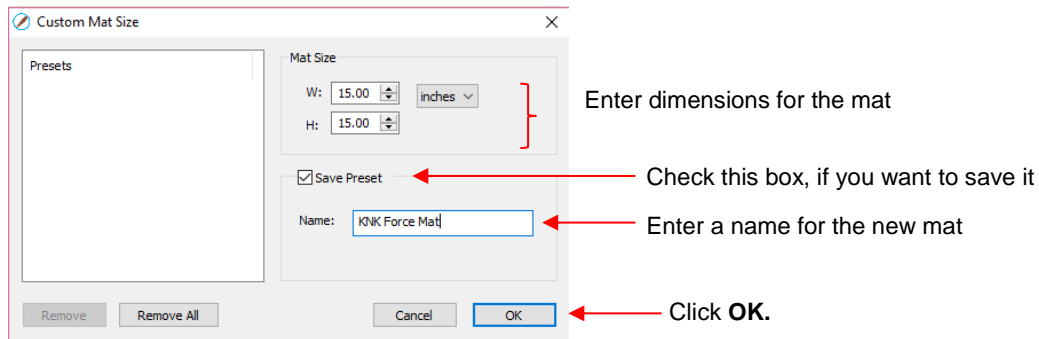 Custom Mat Size
Presets
Mat Size
W: 15.00 inches
H: 15.00
Enter dimensions for the mat
Save Preset
Check this box, if you want to save it
Name: KNK Force Mat
Enter a name for the new mat
Remove Remove All Cancel OK
Click OK.